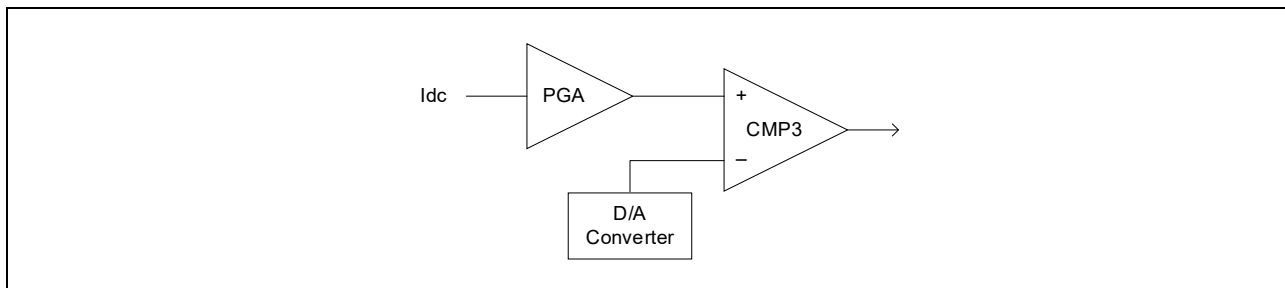 Idc
PGA
+
CMP3
−
D/A
Converter